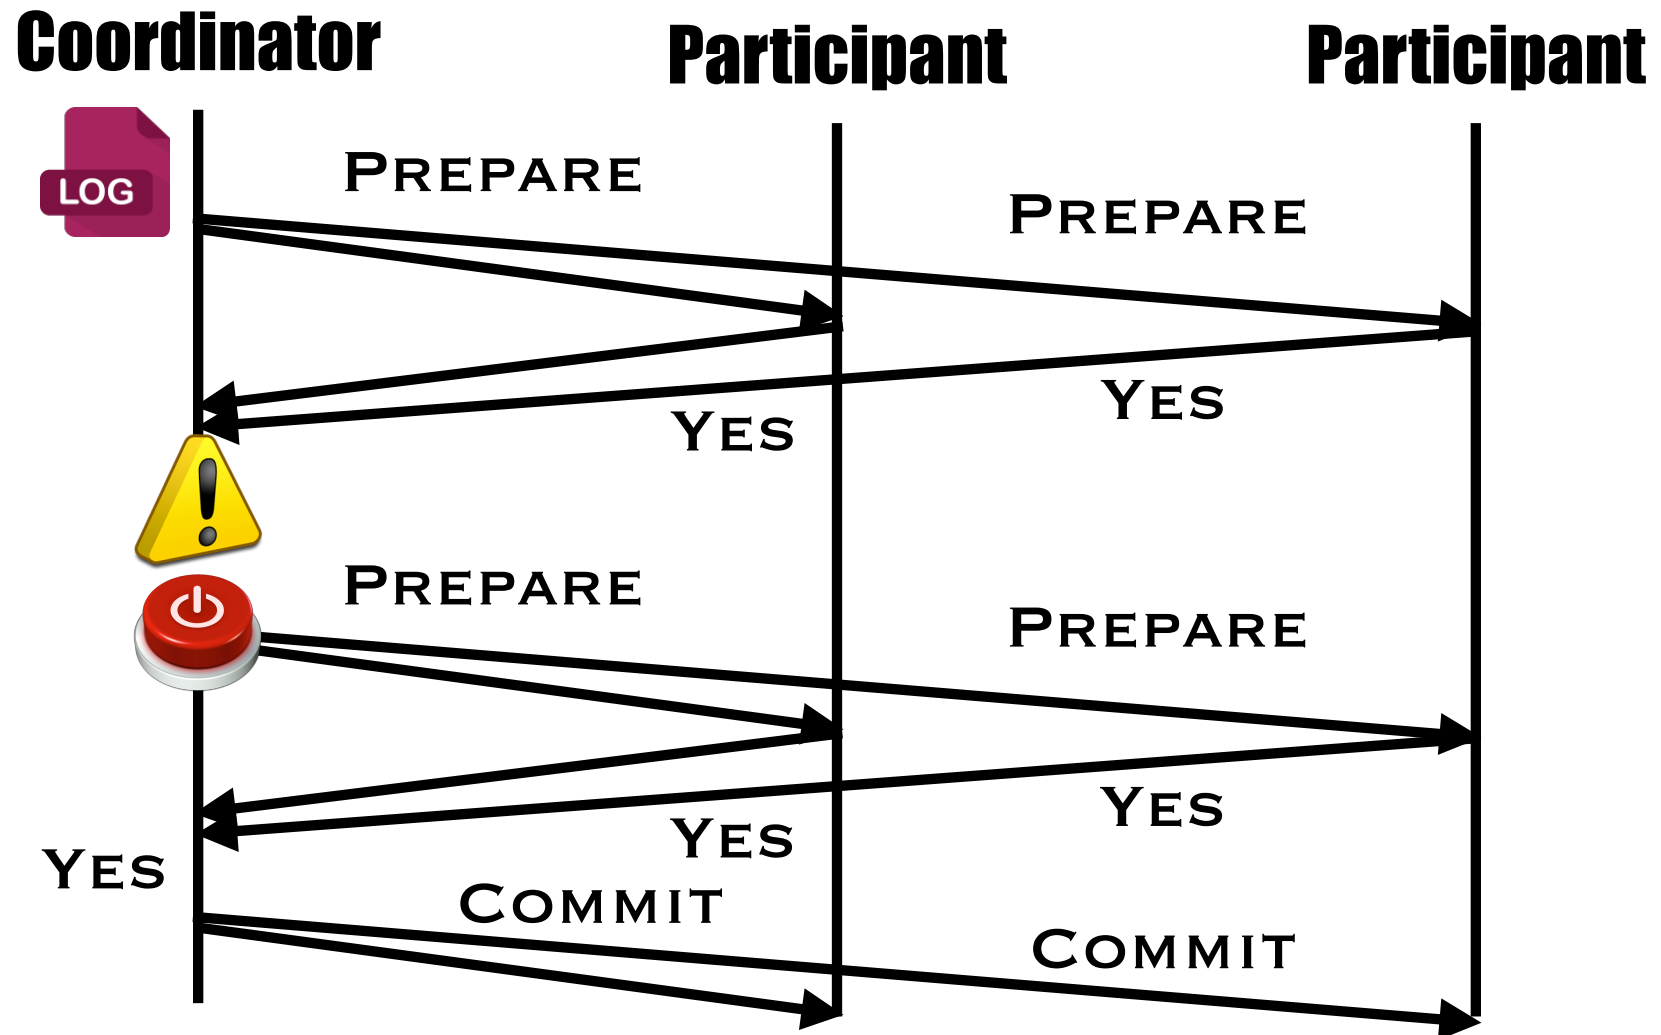 Coordinator
Participant
Participant
LOG
PREPARE
PREPARE
YES
YES
PREPARE
PREPARE
YES
YES
YES
COMMIT
COMMIT